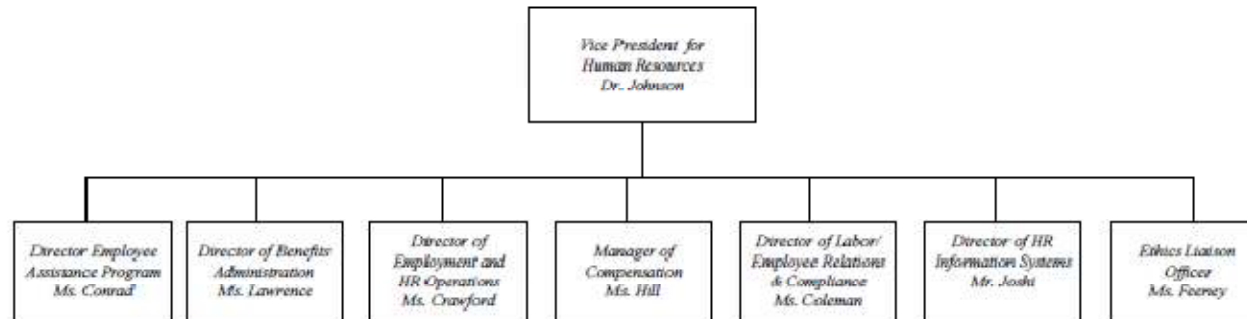 Vice President for
Human Resources
Dr.. Johnson
Director Employee
Assistance Program
Ms. Conrad
Director of Benefits
Administration
Ms. Lawrence
Director of
Employment and
HR Operations
Ms. Crawford
Manager of
Compensation
Ms. Hill
Director of Labor/
Employee Relations
& Compliance
Ms. Coleman
Director of HR
Information Systems
Mr. Joshi
Ethics Liaison
Officer
Ms. Feeney